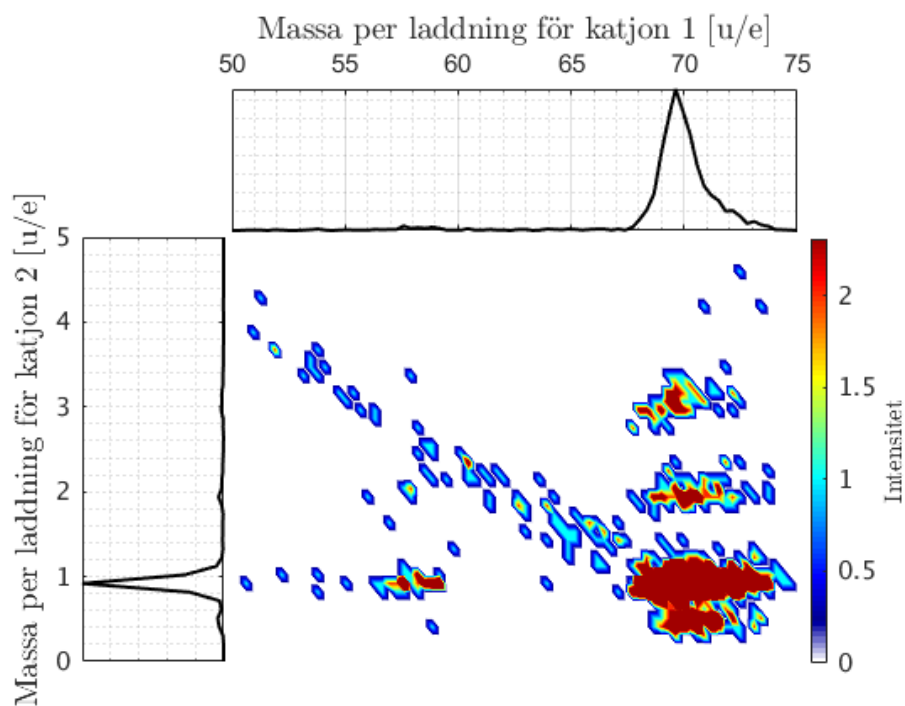 Massa per laddning för katjon 1 [u/e]
50 55 60 65 70 75
Massa per laddning för katjon 2 [u/e]
5
4
3
2
1
0
2
1.5
1
0.5
0
Intensitet